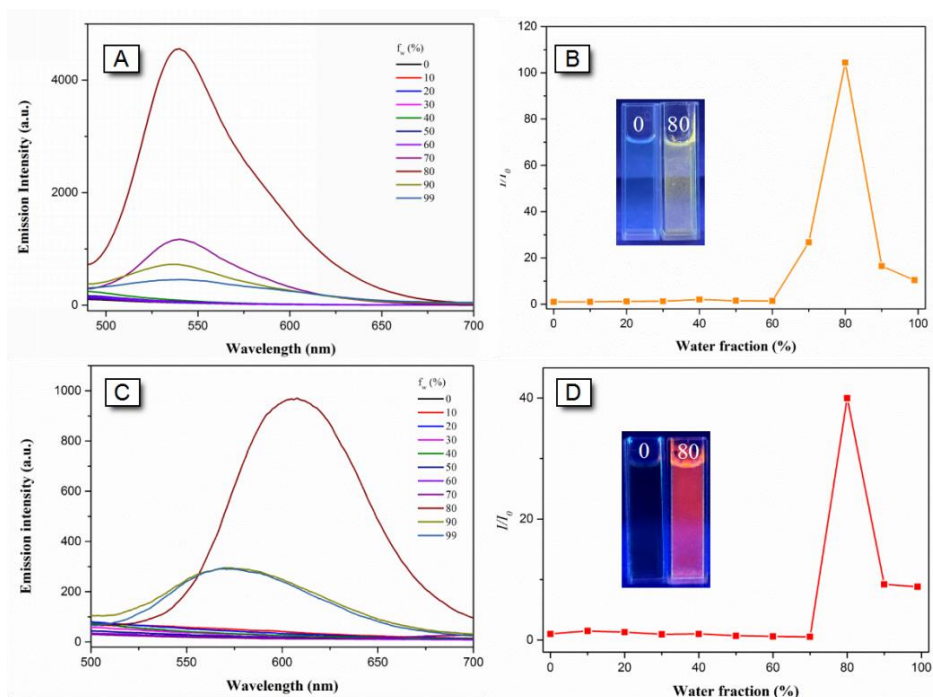 A
f_w (%)
0
10
20
30
40
50
60
70
80
90
99
4000
2000
0
Emission Intensity (a.u.)
500 550 600 650 700
Wavelength (nm)
B
120
100
80
60
40
20
0
I/I_0
0 80
0 20 40 60 80 100
Water fraction (%)
C
f_w (%)
0
10
20
30
40
50
60
70
80
90
99
1000
800
600
400
200
0
Emission intensity (a.u.)
500 550 600 650 700
Wavelength (nm)
D
40
20
0
I/I_0
0 80
0 20 40 60 80 100
Water fraction (%)